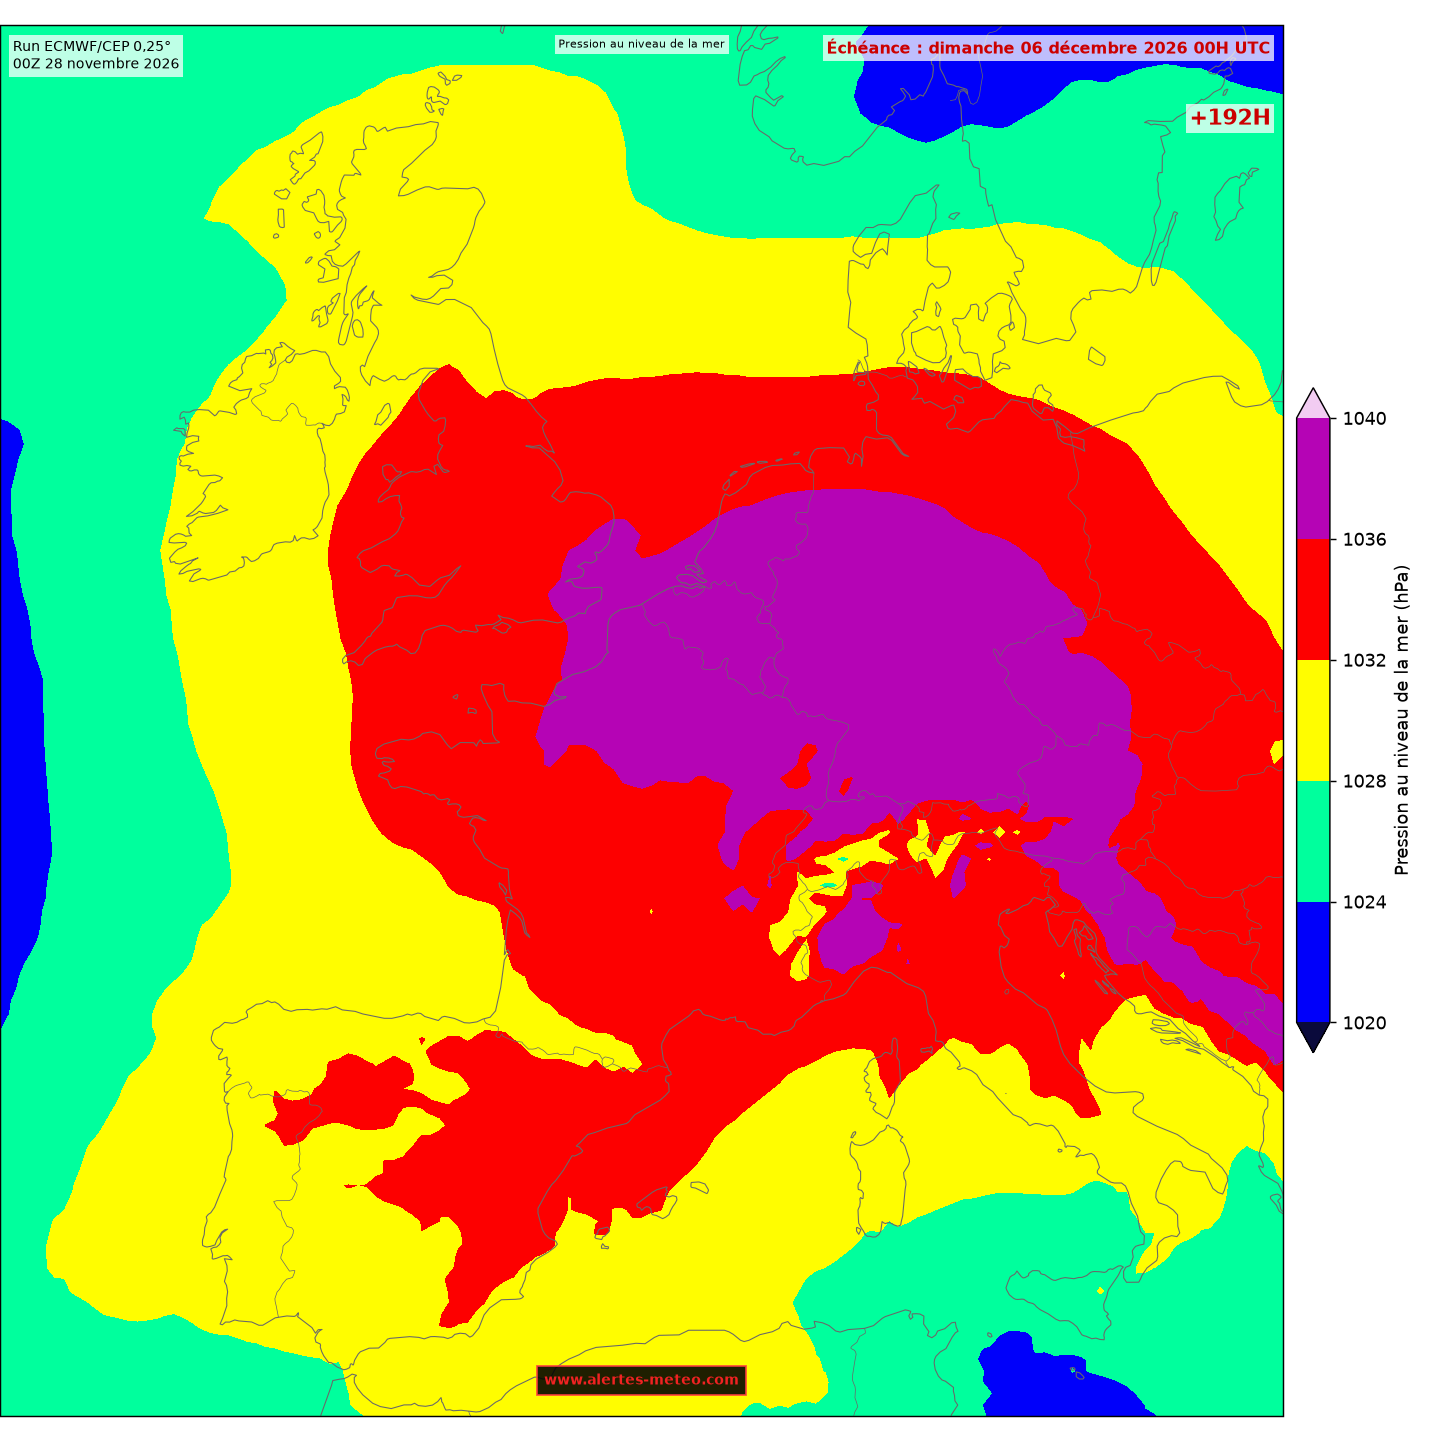 Run ECMWF/CEP 0,25°
00Z 28 novembre 2026
Pression au niveau de la mer
Échéance : dimanche 06 décembre 2026 00H UTC
+192H
1040
1036
1032
1028
1024
1020
Pression au niveau de la mer (hPa)
www.alertes-meteo.com